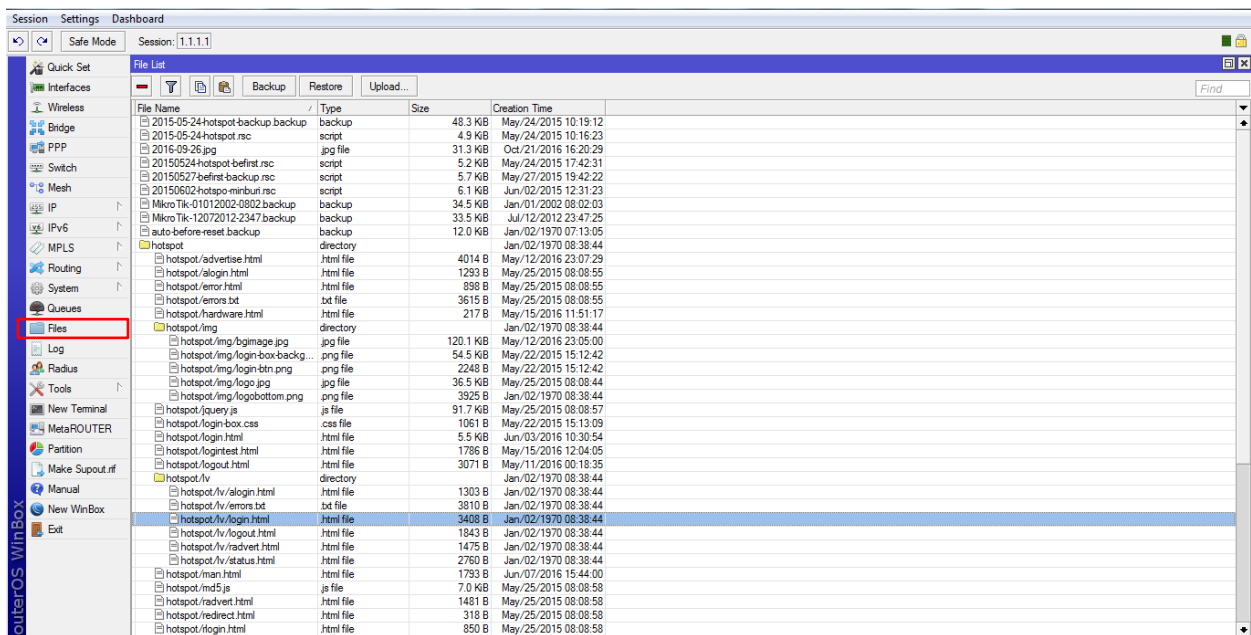 Session Settings Dashboard
Safe Mode Session: 1.1.1.1
Quick Set
Interfaces
Wireless
Bridge
PPP
Switch
Mesh
IP
IPv6
MPLS
Routing
System
Queues
Files
Log
Radius
Tools
New Terminal
MetaROUTER
Partition
Make Supout.rif
Manual
New WinBox
Exit
outerOS WinBox
File List
Backup Restore Upload... Find
File Name / Type Size Creation Time
2015-05-24-hotspot-backup.backup backup 48.3 KiB May/24/2015 10:19:12
2015-05-24-hotspot.rsc script 4.9 KiB May/24/2015 10:16:23
2016-09-26.jpg .jpg file 31.3 KiB Oct/21/2016 16:20:29
20150524-hotspot-befirst.rsc script 5.2 KiB May/24/2015 17:42:31
20150527-befirst-backup.rsc script 5.7 KiB May/27/2015 19:42:22
20150602-hotspo-minburi.rsc script 6.1 KiB Jun/02/2015 12:31:23
MikroTik-01012002-0802.backup backup 34.5 KiB Jan/01/2002 08:02:03
MikroTik-12072012-2347.backup backup 33.5 KiB Jul/12/2012 23:47:25
auto-before-reset.backup backup 12.0 KiB Jan/02/1970 07:13:05
hotspot directory Jan/02/1970 08:38:44
hotspot/advertise.html .html file 4014 B May/12/2016 23:07:29
hotspot/alogin.html .html file 1293 B May/25/2015 08:08:55
hotspot/error.html .html file 898 B May/25/2015 08:08:55
hotspot/errors.txt .txt file 3615 B May/25/2015 08:08:55
hotspot/hardware.html .html file 217 B May/15/2016 11:51:17
hotspot/img directory Jan/02/1970 08:38:44
hotspot/img/bgimage.jpg .jpg file 120.1 KiB May/12/2016 23:05:00
hotspot/img/login-box-backg... .png file 54.5 KiB May/22/2015 15:12:42
hotspot/img/login-btn.png .png file 2248 B May/22/2015 15:12:42
hotspot/img/logo.jpg .jpg file 36.5 KiB May/25/2015 08:08:44
hotspot/img/logobottom.png .png file 3925 B Jan/02/1970 08:38:44
hotspot/jquery.js .js file 91.7 KiB May/25/2015 08:08:57
hotspot/login-box.css .css file 1061 B May/22/2015 15:13:09
hotspot/login.html .html file 5.5 KiB Jun/03/2016 10:30:54
hotspot/logintest.html .html file 1786 B May/15/2016 12:04:05
hotspot/logout.html .html file 3071 B May/11/2016 00:18:35
hotspot/lv directory Jan/02/1970 08:38:44
hotspot/lv/alogin.html .html file 1303 B Jan/02/1970 08:38:44
hotspot/lv/errors.txt .txt file 3810 B Jan/02/1970 08:38:44
hotspot/lv/login.html .html file 3408 B Jan/02/1970 08:38:44
hotspot/lv/logout.html .html file 1843 B Jan/02/1970 08:38:44
hotspot/lv/radvert.html .html file 1475 B Jan/02/1970 08:38:44
hotspot/lv/status.html .html file 2760 B Jan/02/1970 08:38:44
hotspot/man.html .html file 1793 B Jun/07/2016 15:44:00
hotspot/md5.js .js file 7.0 KiB May/25/2015 08:08:58
hotspot/radvert.html .html file 1481 B May/25/2015 08:08:58
hotspot/redirect.html .html file 318 B May/25/2015 08:08:58
hotspot/rlogin.html .html file 850 B May/25/2015 08:08:58